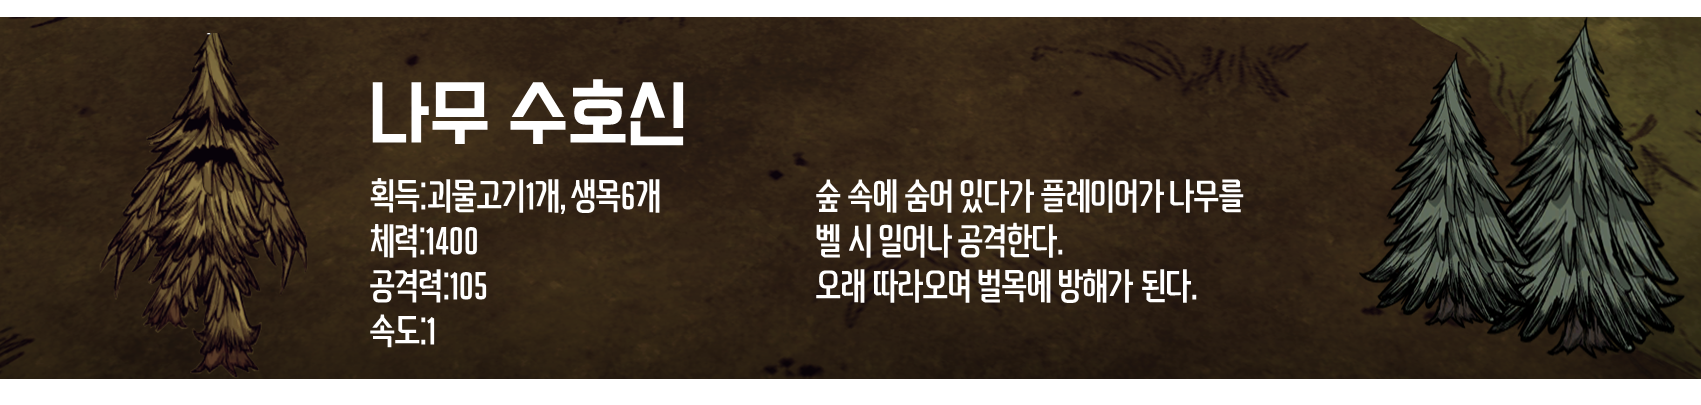 나무 수호신
획득:괴물고기1개, 생목6개
체력:1400
공격력:105
속도:1
숲 속에 숨어 있다가 플레이어가 나무를
벨 시 일어나 공격한다.
오래 따라오며 벌목에 방해가 된다.